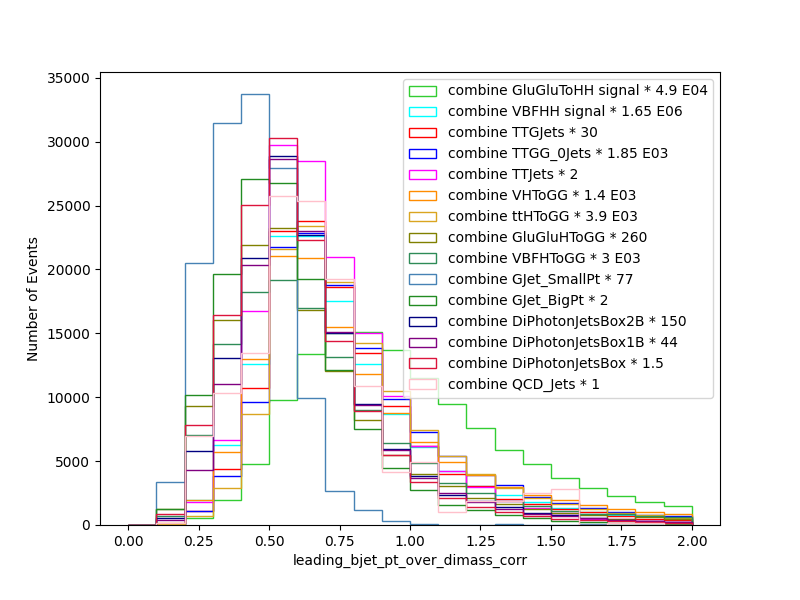 35000
30000
25000
20000
15000
10000
5000
0
Number of Events
combine GluGluToHH signal * 4.9 E04
combine VBFHH signal * 1.65 E06
combine TTGJets * 30
combine TTGG_0Jets * 1.85 E03
combine TTJets * 2
combine VHToGG * 1.4 E03
combine ttHToGG * 3.9 E03
combine GluGluHToGG * 260
combine VBFHToGG * 3 E03
combine GJet_SmallPt * 77
combine GJet_BigPt * 2
combine DiPhotonJetsBox2B * 150
combine DiPhotonJetsBox1B * 44
combine DiPhotonJetsBox * 1.5
combine QCD_Jets * 1
0.00 0.25 0.50 0.75 1.00 1.25 1.50 1.75 2.00
leading_bjet_pt_over_dimass_corr